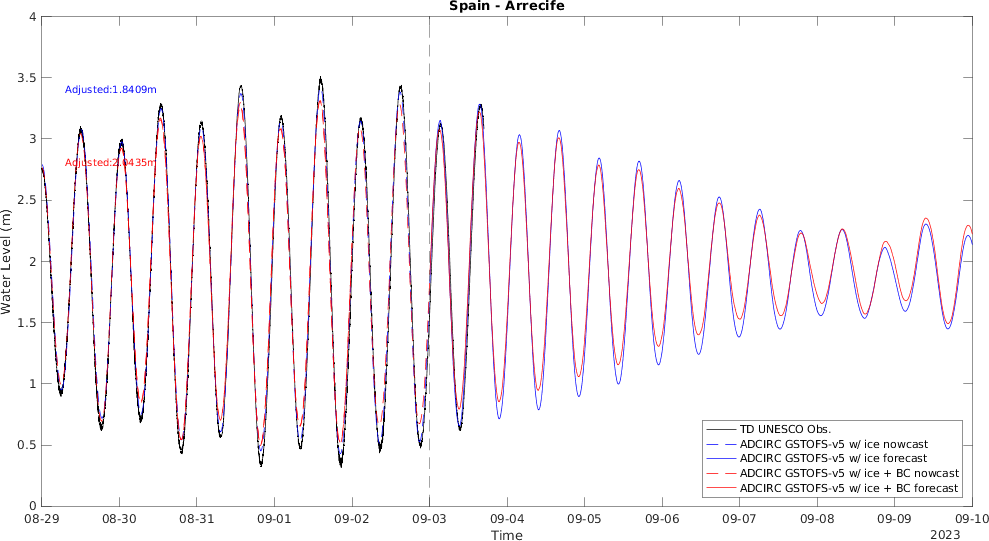 Spain - Arrecife
Water Level (m)
4
3.5
3
2.5
2
1.5
1
0.5
0
Adjusted:1.8409m
Adjusted:2.0435m
TD UNESCO Obs.
ADCIRC GSTOFS-v5 w/ ice nowcast
ADCIRC GSTOFS-v5 w/ ice forecast
ADCIRC GSTOFS-v5 w/ ice + BC nowcast
ADCIRC GSTOFS-v5 w/ ice + BC forecast
08-29 08-30 08-31 09-01 09-02 09-03 09-04 09-05 09-06 09-07 09-08 09-09 09-10
Time
2023